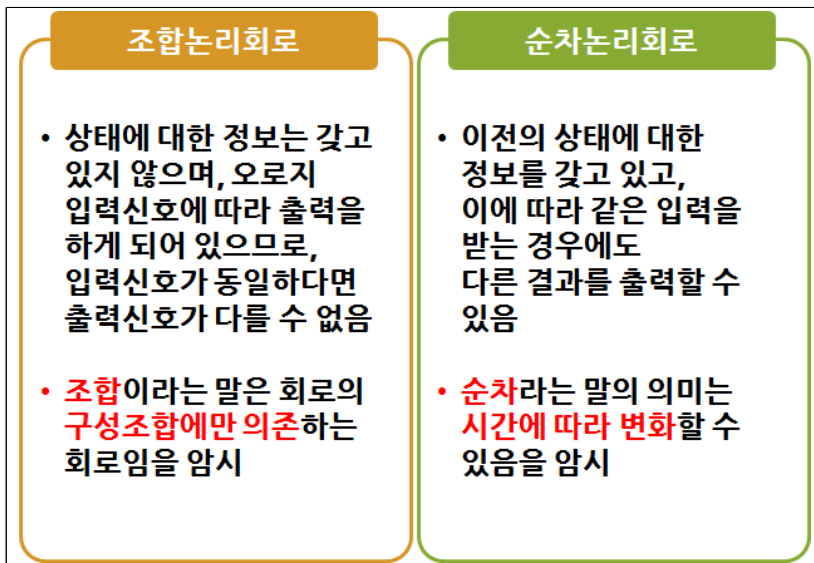 조합논리회로
• 상태에 대한 정보는 갖고
있지 않으며, 오로지
입력신호에 따라 출력을
하게 되어 있으므로,
입력신호가 동일하다면
출력신호가 다를 수 없음
• 조합이라는 말은 회로의
구성조합에만 의존하는
회로임을 암시
순차논리회로
• 이전의 상태에 대한
정보를 갖고 있고,
이에 따라 같은 입력을
받는 경우에도
다른 결과를 출력할 수
있음
• 순차라는 말의 의미는
시간에 따라 변화할 수
있음을 암시